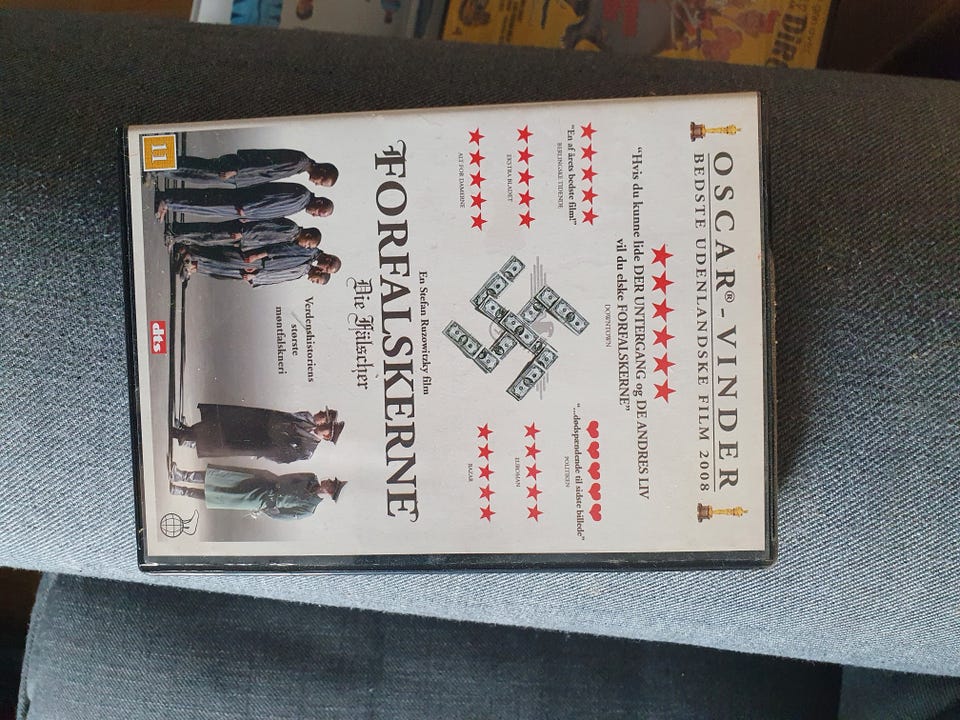 OSCAR® - VINDER
BEDSTE UDENLANDSKE FILM 2008
"Hvis du kunne lide DER UNTERGANG og DE ANDRES LIV
vil du elske FORFALSKERNE"
DOWNTOWN
"En af årets bedste film!"
BERLINGSKE TIDENDE
EKSTRA BLADET
ALT FOR DAMERNE
"...dødspændende til sidste billede"
POLITIKEN
EUROMAN
BAZAR
En Stefan Ruzowitzky film
FORFALSKERNE
Die Fälscher
Verdenshistoriens
største
møntfalskneri
11
dts